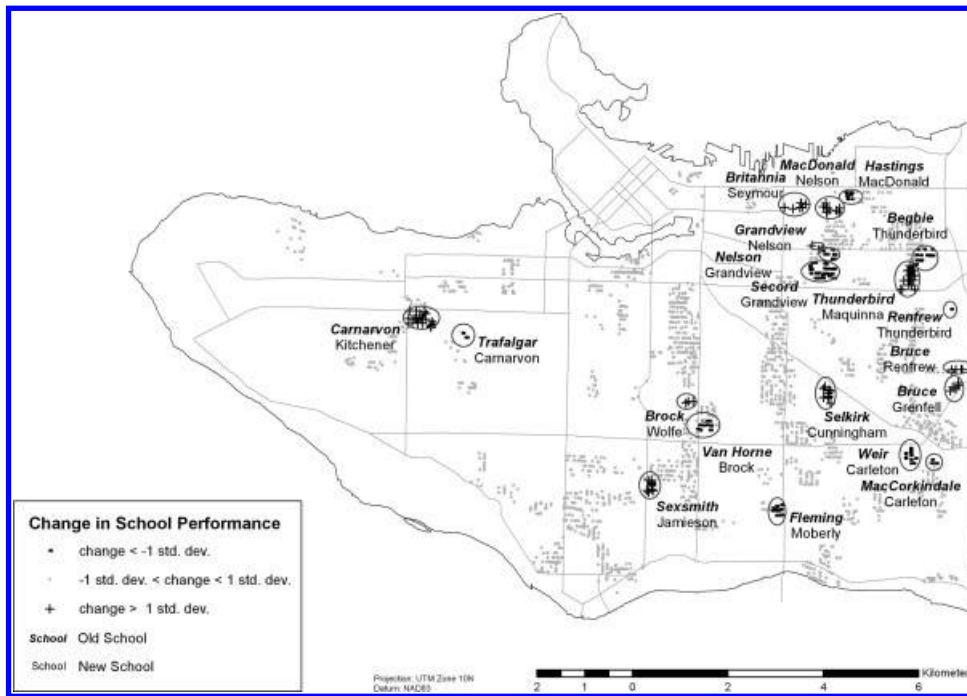 MacDonald
Nelson
Hastings
MacDonald
Britannia
Seymour
Begbie
Thunderbird
Grandview
Nelson
Nelson
Grandview
Secord
Grandview
Thunderbird
Maquinna
Renfrew
Thunderbird
Carnarvon
Kitchener
Trafalgar
Carnarvon
Bruce
Renfrew
Bruce
Grenfell
Brock
Wolfe
Selkirk
Cunningham
Van Horne
Brock
Weir
Carleton
MacCorkindale
Carleton
Sexsmith
Jamieson
Fleming
Moberly
Change in School Performance
change < -1 std. dev.
-1 std. dev. < change < 1 std. dev.
change > 1 std. dev.
School Old School
School New School
Projection: UTM Zone 10N
Datum: NAD83
2 1 0 2 4 6 Kilometers